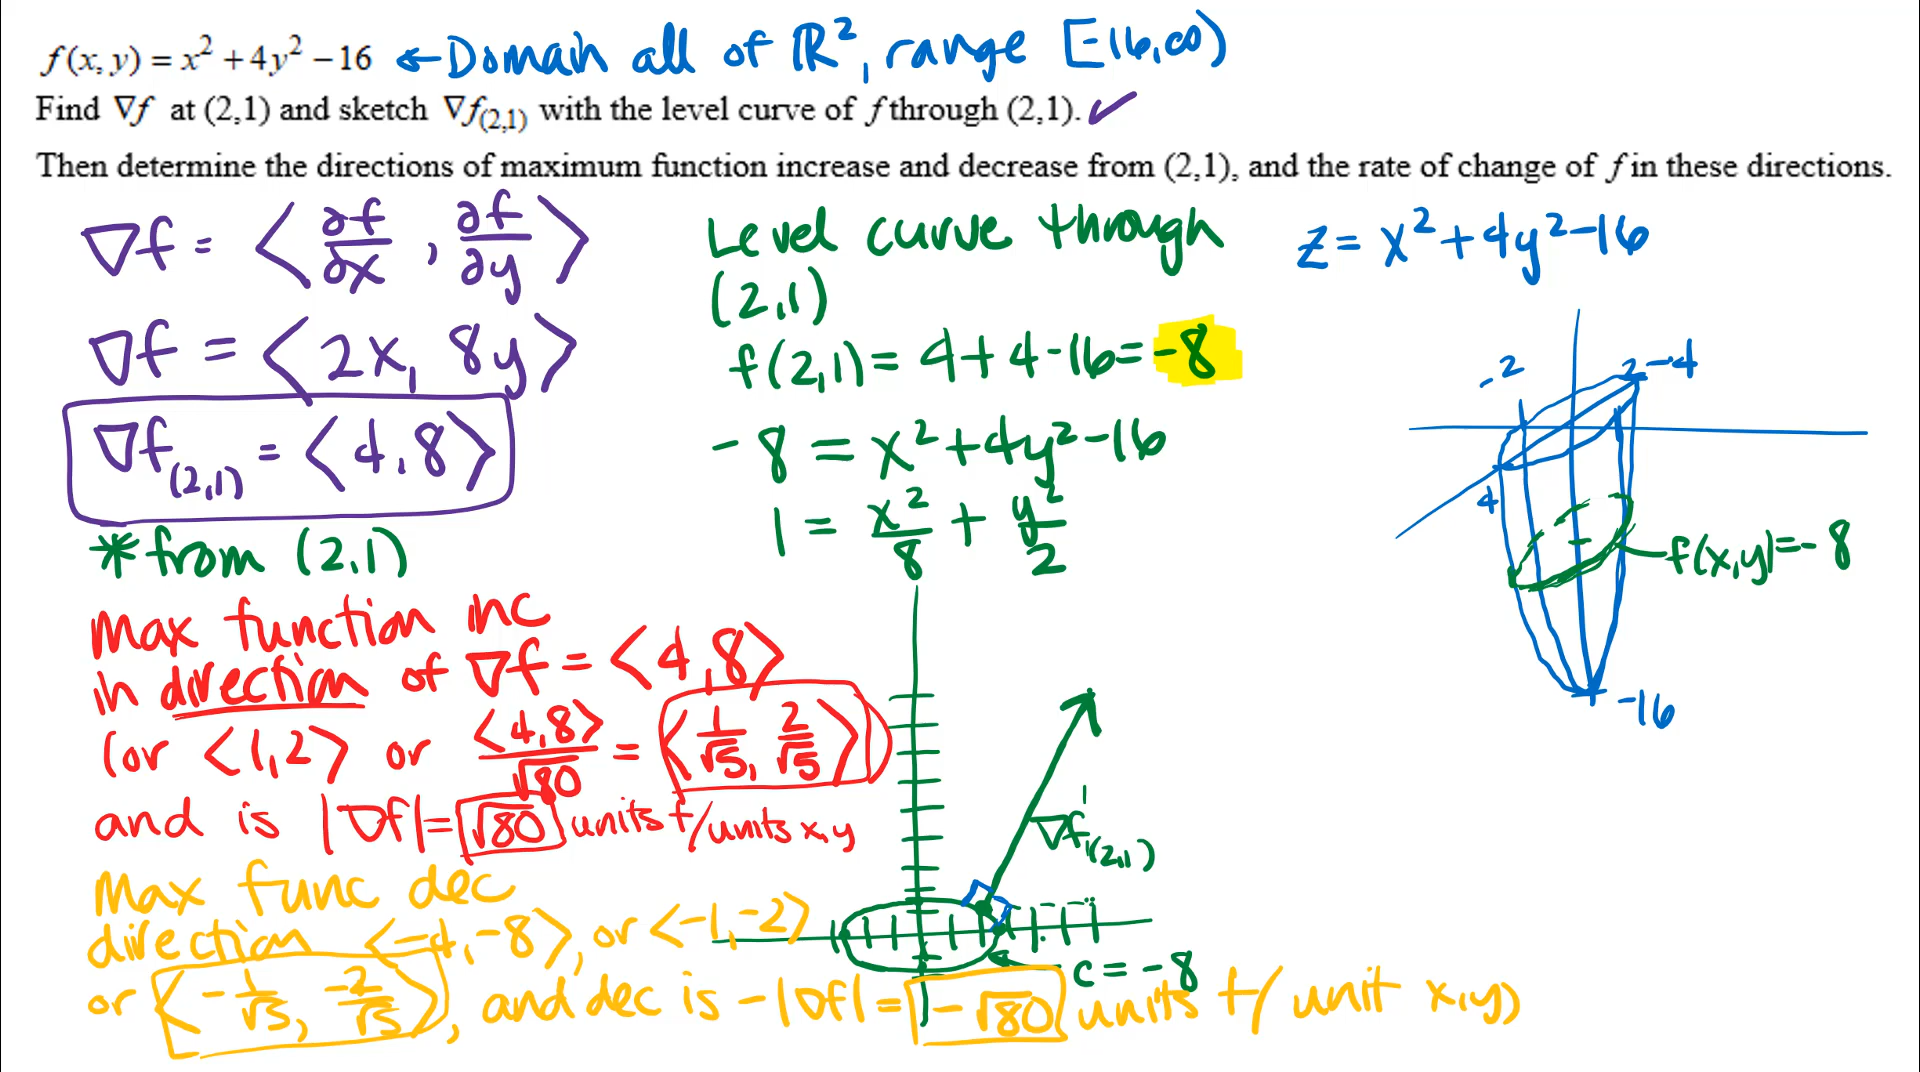 f(x, y) = x² + 4y² − 16 ← Domain all of ℝ², range [-16,∞)
Find ∇f at (2,1) and sketch ∇f(2,1) with the level curve of f through (2,1). ✓
Then determine the directions of maximum function increase and decrease from (2,1), and the rate of change of f in these directions.
∇f = ⟨∂f/∂x , ∂f/∂y⟩
∇f = ⟨2x, 8y⟩
∇f(2,1) = ⟨4,8⟩
*from (2,1)
Max function inc
in direction of ∇f = ⟨4,8⟩
(or ⟨1,2⟩ or ⟨4,8⟩/√80 = ⟨1/√5, 2/√5⟩)
and is |∇f| = √80 units f/units x,y
Max func dec
direction ⟨-4,-8⟩, or ⟨-1,-2⟩
or ⟨-1/√5, -2/√5⟩, and dec is -|∇f| = -√80 units f/unit x,y)
Level curve through
(2,1)
f(2,1) = 4+4-16 = -8
-8 = x²+4y²-16
1 = x²/8 + y²/2
∇f(2,1)
c = -8
z = x²+4y²-16
-2
2
-4
4
f(x,y) = -8
-16